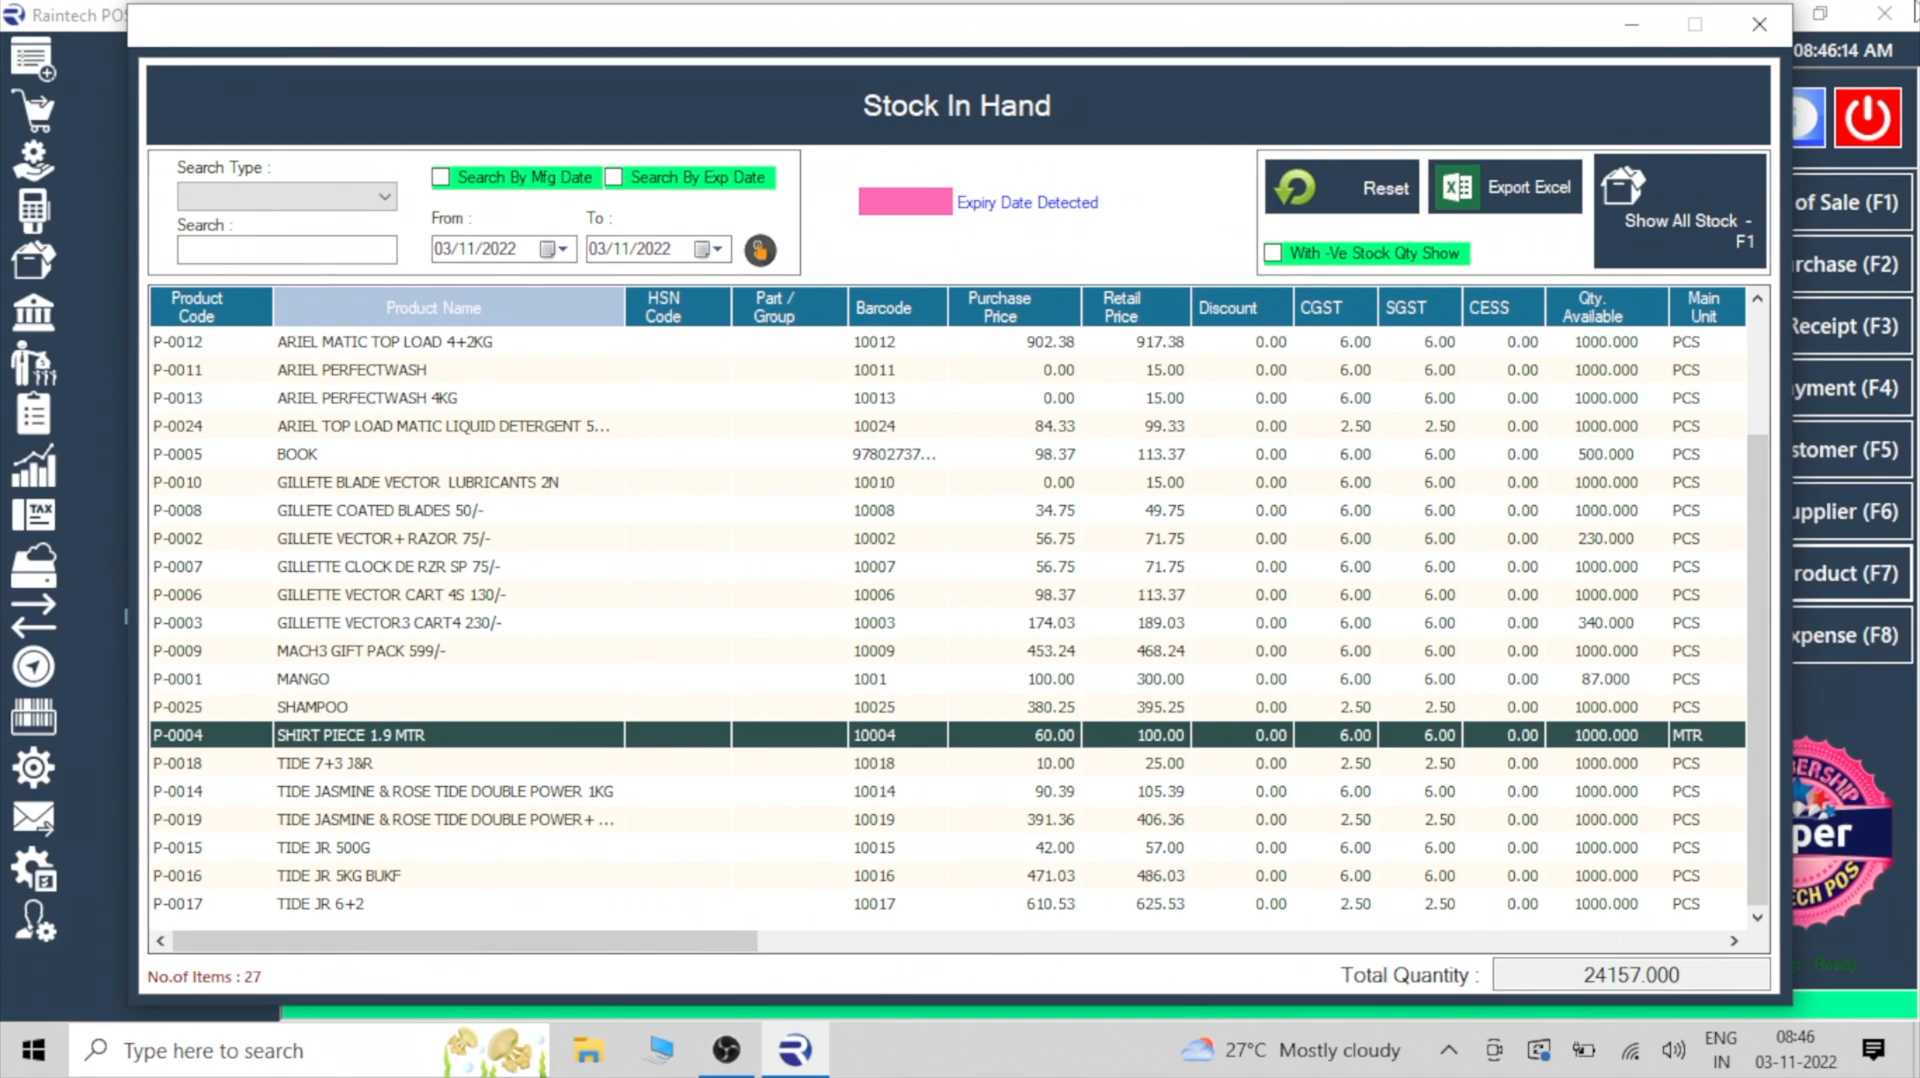 Raintech POS
08:46:14 AM
Stock In Hand
Search Type :
Search By Mfg Date
Search By Exp Date
From :
To :
Search :
03/11/2022
03/11/2022
Expiry Date Detected
Reset
Export Excel
Show All Stock -
F1
With -Ve Stock Qty Show
of Sale (F1)
rchase (F2)
Receipt (F3)
yment (F4)
stomer (F5)
upplier (F6)
roduct (F7)
xpense (F8)
Product Code Product Name HSN Code Part / Group Barcode Purchase Price Retail Price Discount CGST SGST CESS Qty. Available Main Unit
P-0012 ARIEL MATIC TOP LOAD 4+2KG 10012 902.38 917.38 0.00 6.00 6.00 0.00 1000.000 PCS
P-0011 ARIEL PERFECTWASH 10011 0.00 15.00 0.00 6.00 6.00 0.00 1000.000 PCS
P-0013 ARIEL PERFECTWASH 4KG 10013 0.00 15.00 0.00 6.00 6.00 0.00 1000.000 PCS
P-0024 ARIEL TOP LOAD MATIC LIQUID DETERGENT 5... 10024 84.33 99.33 0.00 2.50 2.50 0.00 1000.000 PCS
P-0005 BOOK 97802737... 98.37 113.37 0.00 6.00 6.00 0.00 500.000 PCS
P-0010 GILLETE BLADE VECTOR LUBRICANTS 2N 10010 0.00 15.00 0.00 6.00 6.00 0.00 1000.000 PCS
P-0008 GILLETE COATED BLADES 50/- 10008 34.75 49.75 0.00 6.00 6.00 0.00 1000.000 PCS
P-0002 GILLETE VECTOR+ RAZOR 75/- 10002 56.75 71.75 0.00 6.00 6.00 0.00 230.000 PCS
P-0007 GILLETTE CLOCK DE RZR SP 75/- 10007 56.75 71.75 0.00 6.00 6.00 0.00 1000.000 PCS
P-0006 GILLETTE VECTOR CART 4S 130/- 10006 98.37 113.37 0.00 6.00 6.00 0.00 1000.000 PCS
P-0003 GILLETTE VECTOR3 CART4 230/- 10003 174.03 189.03 0.00 6.00 6.00 0.00 340.000 PCS
P-0009 MACH3 GIFT PACK 599/- 10009 453.24 468.24 0.00 6.00 6.00 0.00 1000.000 PCS
P-0001 MANGO 1001 100.00 300.00 0.00 6.00 6.00 0.00 87.000 PCS
P-0025 SHAMPOO 10025 380.25 395.25 0.00 2.50 2.50 0.00 1000.000 PCS
P-0004 SHIRT PIECE 1.9 MTR 10004 60.00 100.00 0.00 6.00 6.00 0.00 1000.000 MTR
P-0018 TIDE 7+3 J&R 10018 10.00 25.00 0.00 2.50 2.50 0.00 1000.000 PCS
P-0014 TIDE JASMINE & ROSE TIDE DOUBLE POWER 1KG 10014 90.39 105.39 0.00 6.00 6.00 0.00 1000.000 PCS
P-0019 TIDE JASMINE & ROSE TIDE DOUBLE POWER+ ... 10019 391.36 406.36 0.00 2.50 2.50 0.00 1000.000 PCS
P-0015 TIDE JR 500G 10015 42.00 57.00 0.00 6.00 6.00 0.00 1000.000 PCS
P-0016 TIDE JR 5KG BUKF 10016 471.03 486.03 0.00 2.50 2.50 0.00 1000.000 PCS
P-0017 TIDE JR 6+2 10017 610.53 625.53 0.00 2.50 2.50 0.00 1000.000 PCS
TAX
BERSHIP
per
ECH POS
Ready
No.of Items : 27
Total Quantity :
24157.000
Type here to search
27°C Mostly cloudy
ENG
IN
08:46
03-11-2022